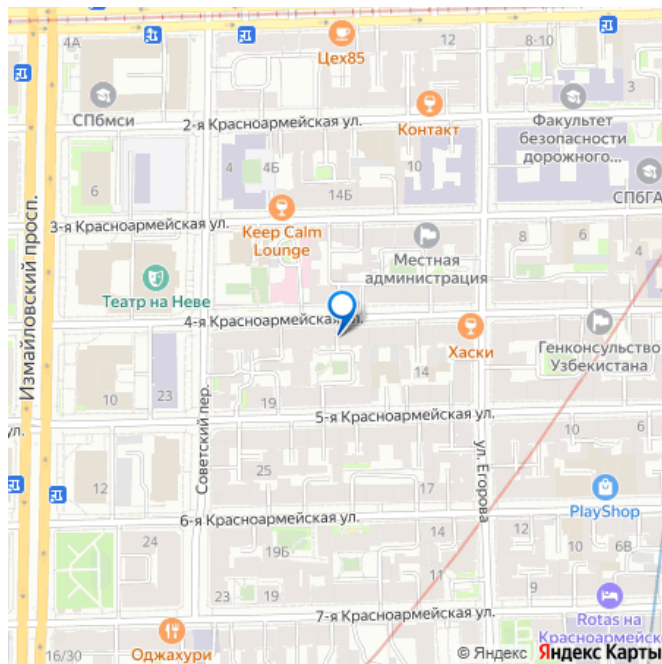 4А
Цех85
12
8-10
3
СПбмси
2-я Красноармейская ул.
Контакт
Факультет
безопасности
дорожного...
4
4Б
10
6
14Б
СПбГА
3-я Красноармейская ул.
Keep Calm
Lounge
8
6
Местная
администрация
Театр на Неве
4-я Красноармейская ул.
Хаски
Генконсульство
Узбекистана
Измайловский просп.
10
23
19
14
5-я Красноармейская ул.
ул.
Советский пер.
ул. Егорова
25
12
17
PlayShop
6-я Красноармейская ул.
24
19Б
14
12
10
6В
11
9
23
19
7-я Красноармейская ул.
Rotas на
Красноармейск
16/30
Оджахури
© Яндекс Яндекс Карты